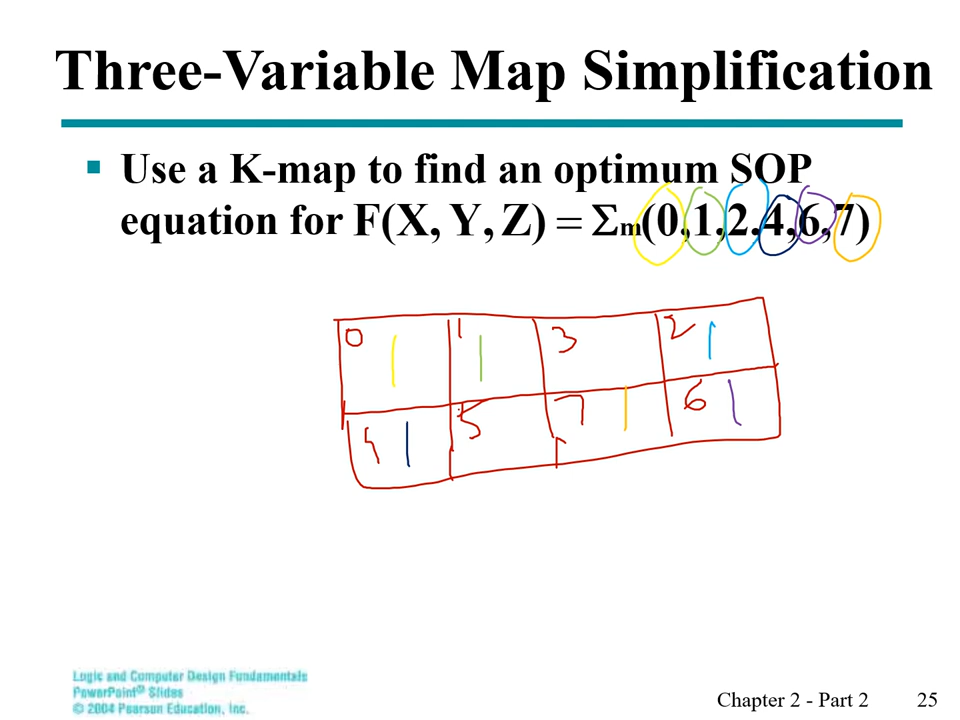 Three-Variable Map Simplification
Use a K-map to find an optimum SOP
equation for F(X, Y, Z) = Σm(0,1,2,4,6,7)
0 1 1 1 3 2 1
4 1 5 7 1 6 1
Logic and Computer Design Fundamentals
PowerPoint® Slides
© 2004 Pearson Education, Inc.
Chapter 2 - Part 2 25